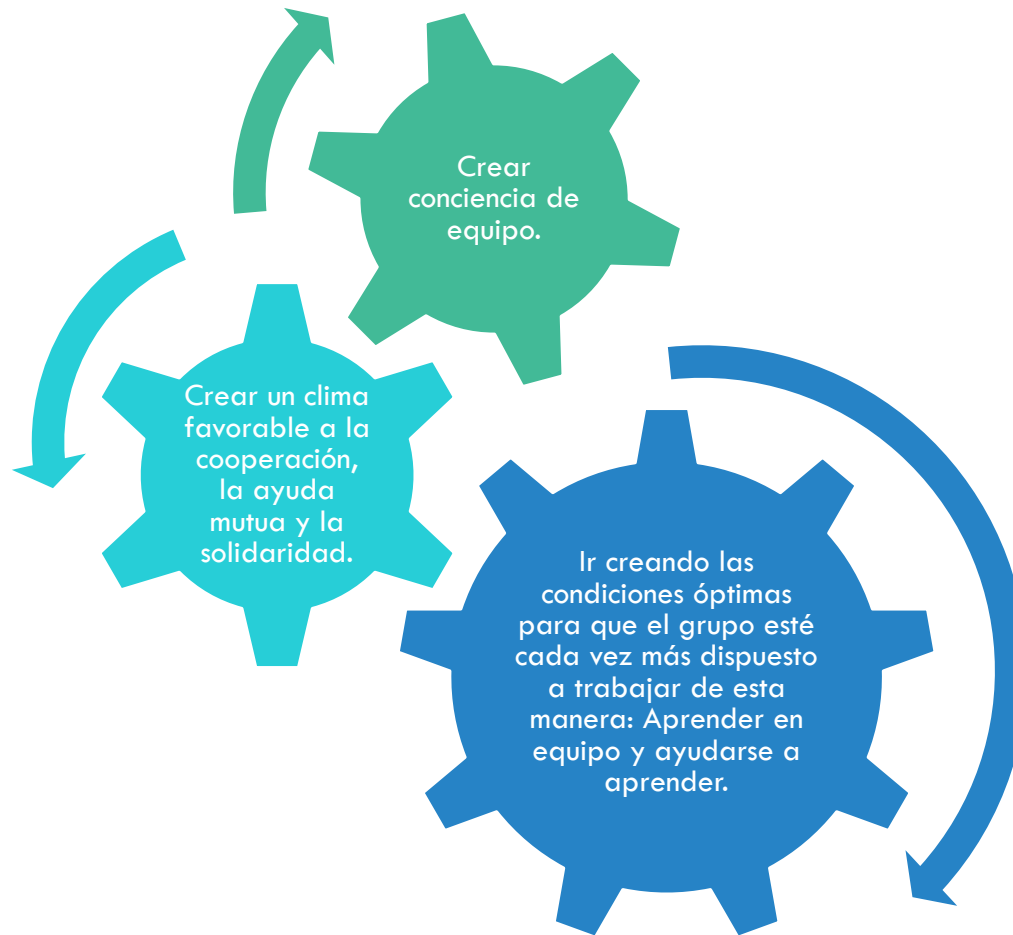 Crear
conciencia de
equipo.
Crear un clima
favorable a la
cooperación,
la ayuda
mutua y la
solidaridad.
Ir creando las
condiciones óptimas
para que el grupo esté
cada vez más dispuesto
a trabajar de esta
manera: Aprender en
equipo y ayudarse a
aprender.